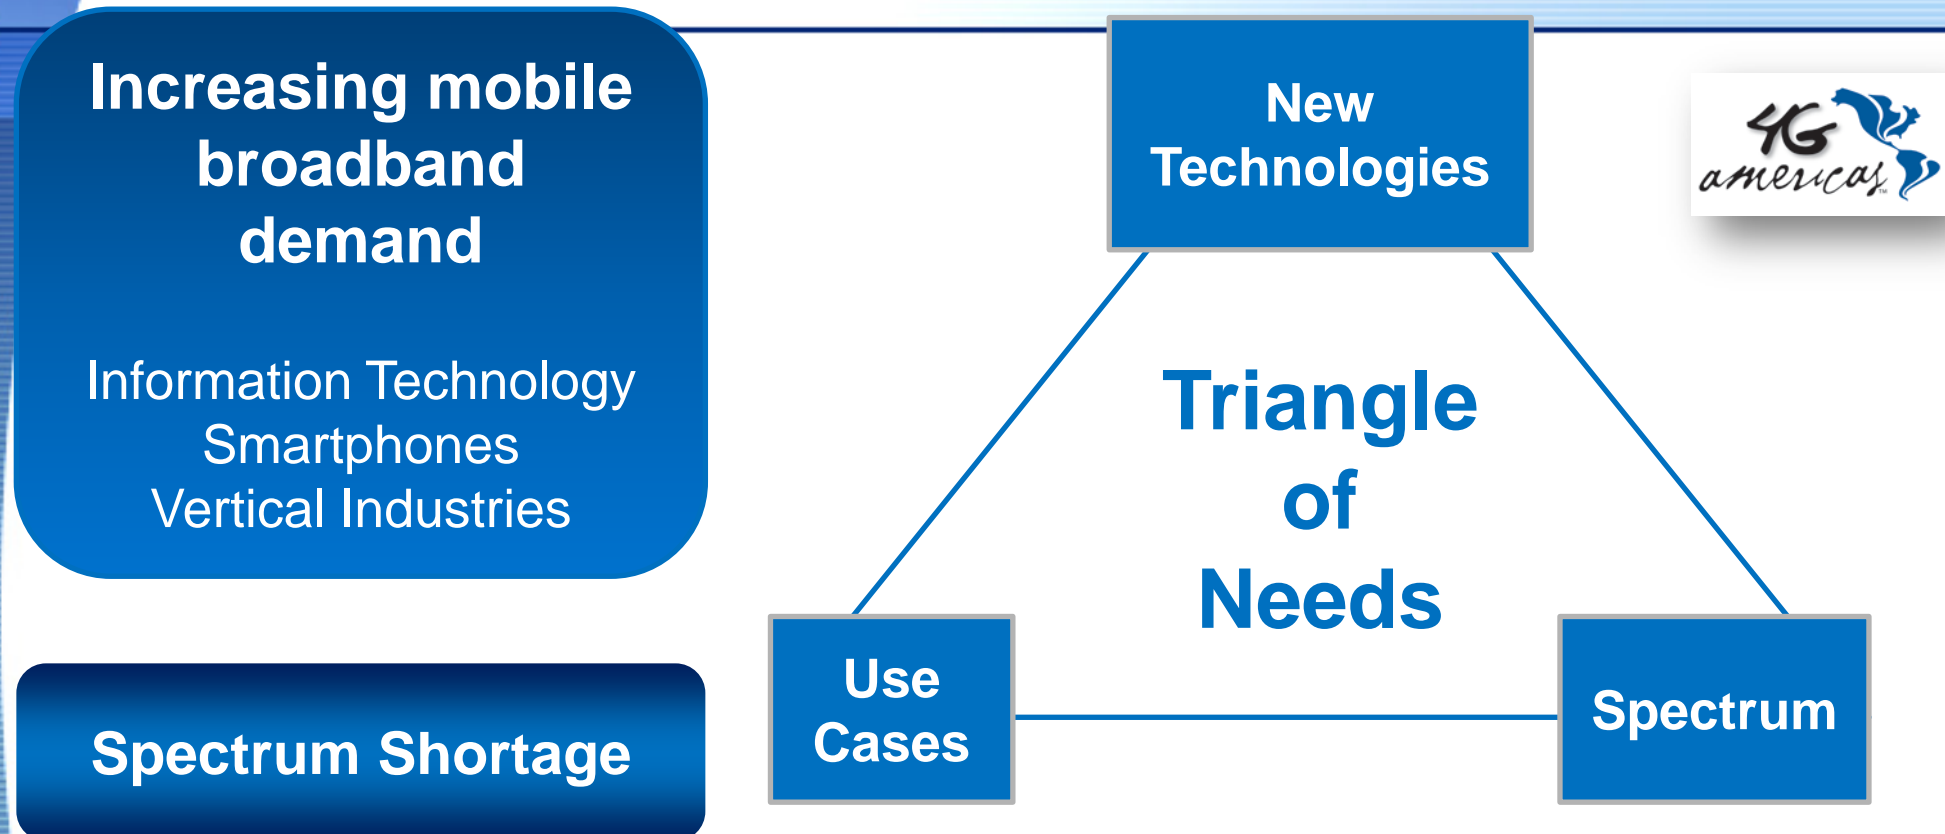 Increasing mobile
broadband
demand
Information Technology
Smartphones
Vertical Industries
Spectrum Shortage
New
Technologies
4G
americas™
Triangle
of
Needs
Use
Cases
Spectrum